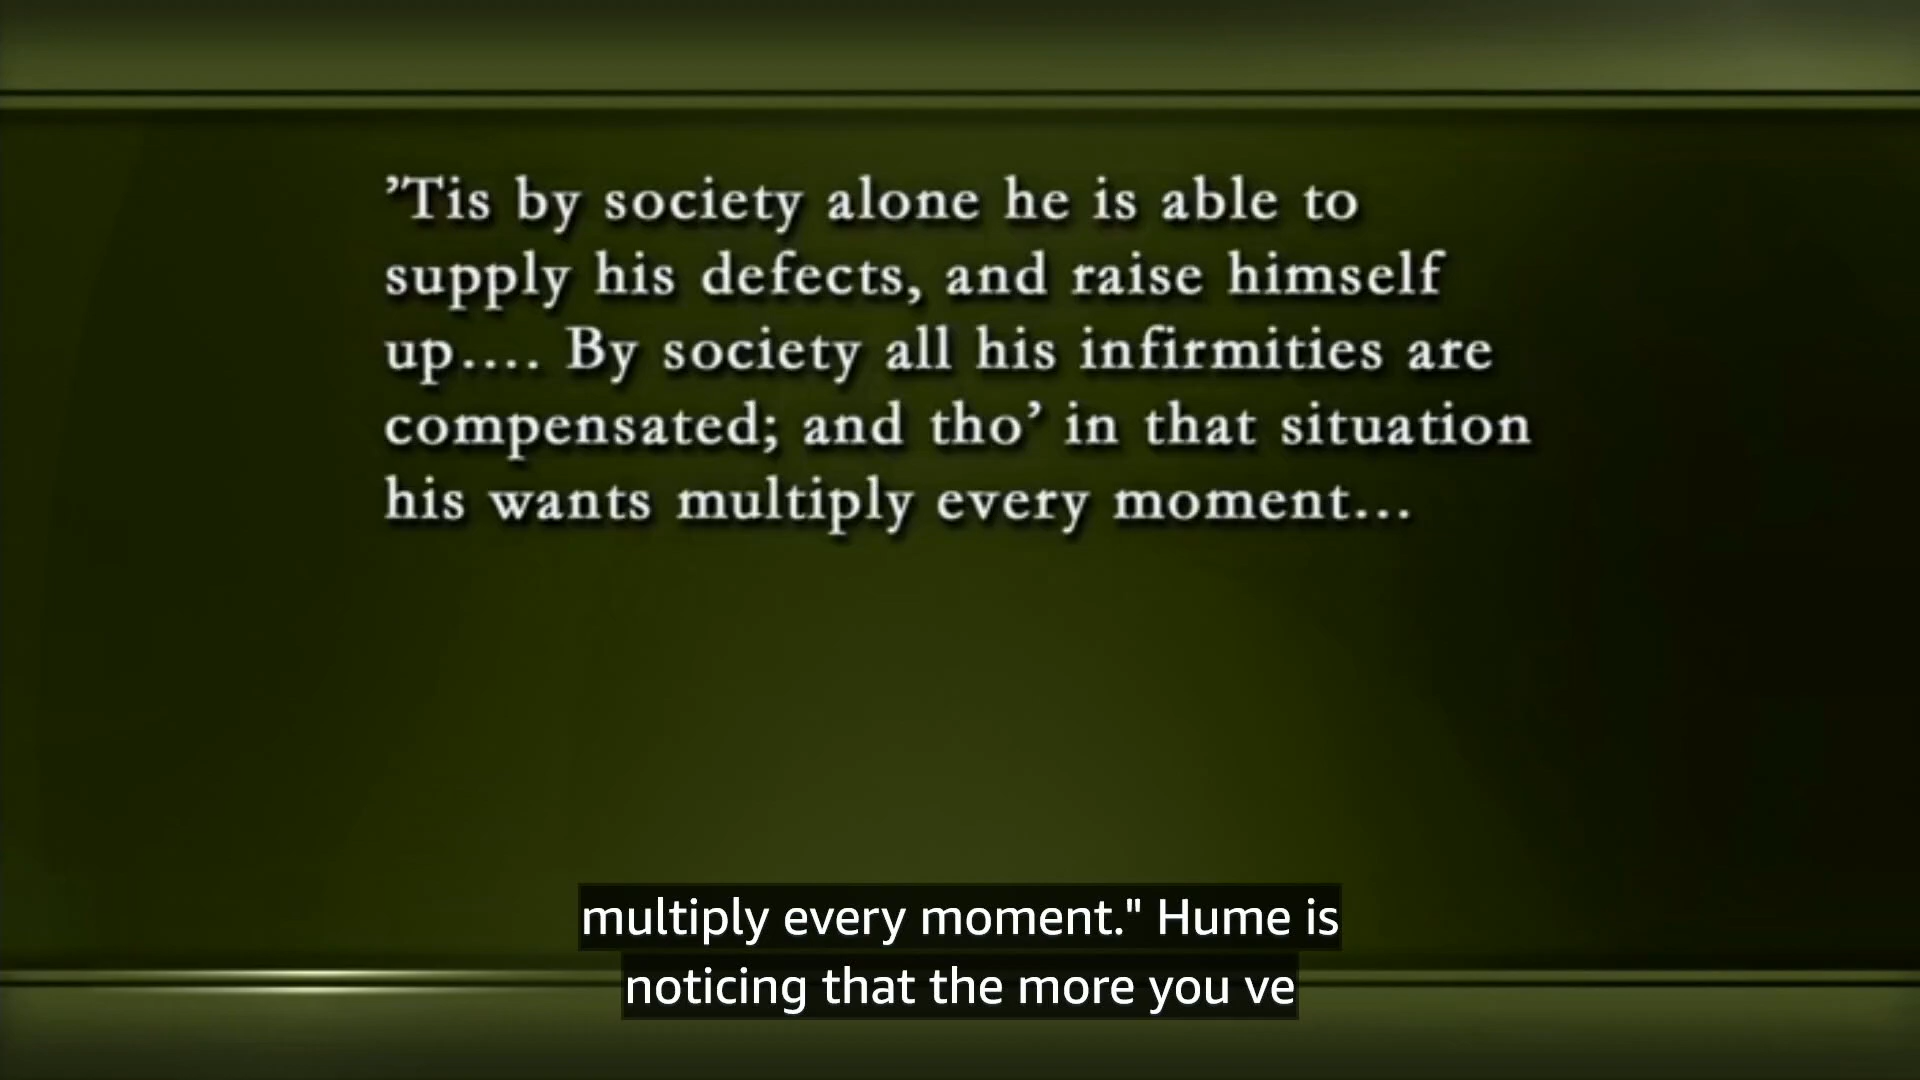 ’Tis by society alone he is able to
supply his defects, and raise himself
up.... By society all his infirmities are
compensated; and tho’ in that situation
his wants multiply every moment...
multiply every moment." Hume is
noticing that the more you ve